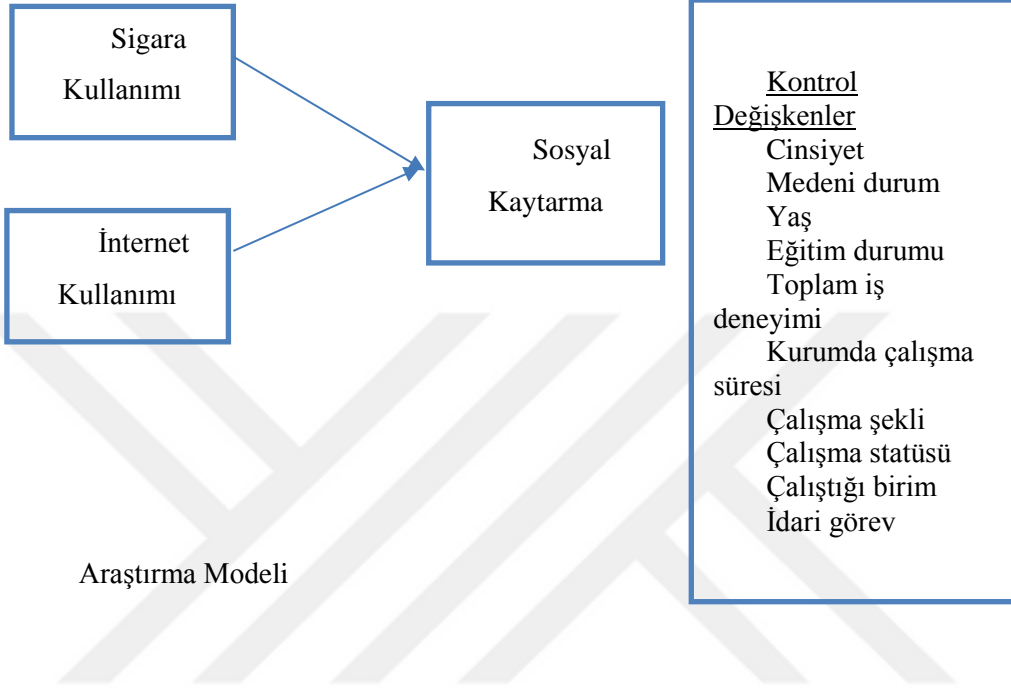 Sigara
Kullanımı
İnternet
Kullanımı
Sosyal
Kaytarma
Kontrol
Değişkenler
Cinsiyet
Medeni durum
Yaş
Eğitim durumu
Toplam iş
deneyimi
Kurumda çalışma
süresi
Çalışma şekli
Çalışma statüsü
Çalıştığı birim
İdari görev
Araştırma Modeli